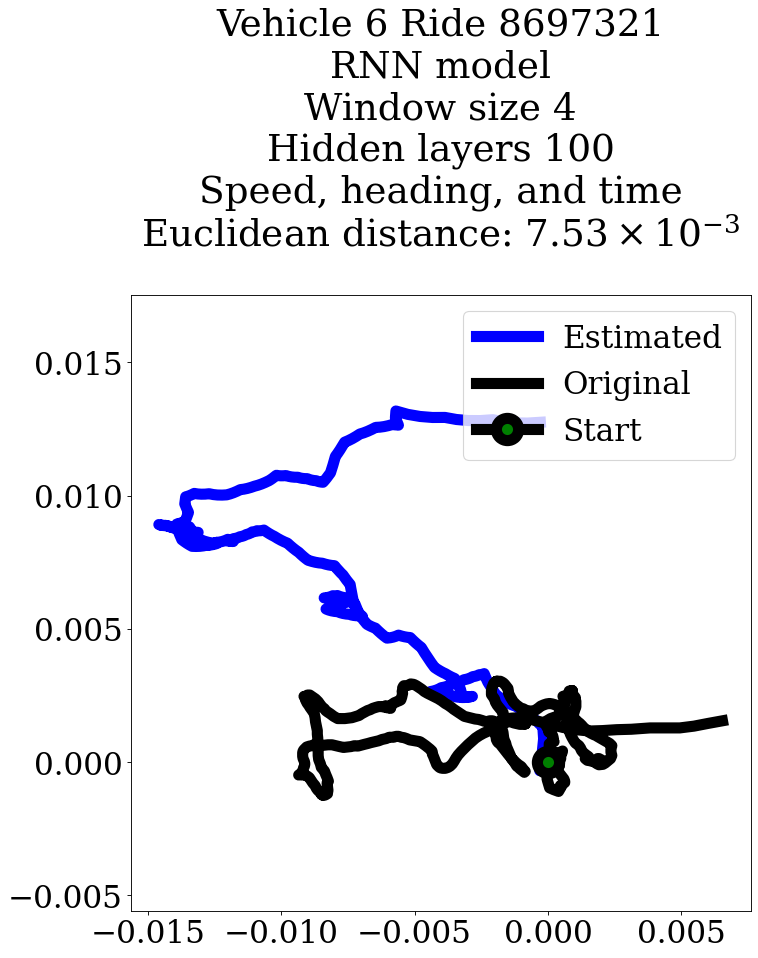 Vehicle 6 Ride 8697321
RNN model
Window size 4
Hidden layers 100
Speed, heading, and time
Euclidean distance: 7.53 × 10⁻³
Estimated
Original
Start
0.015
0.010
0.005
0.000
−0.005
−0.015 −0.010 −0.005 0.000 0.005